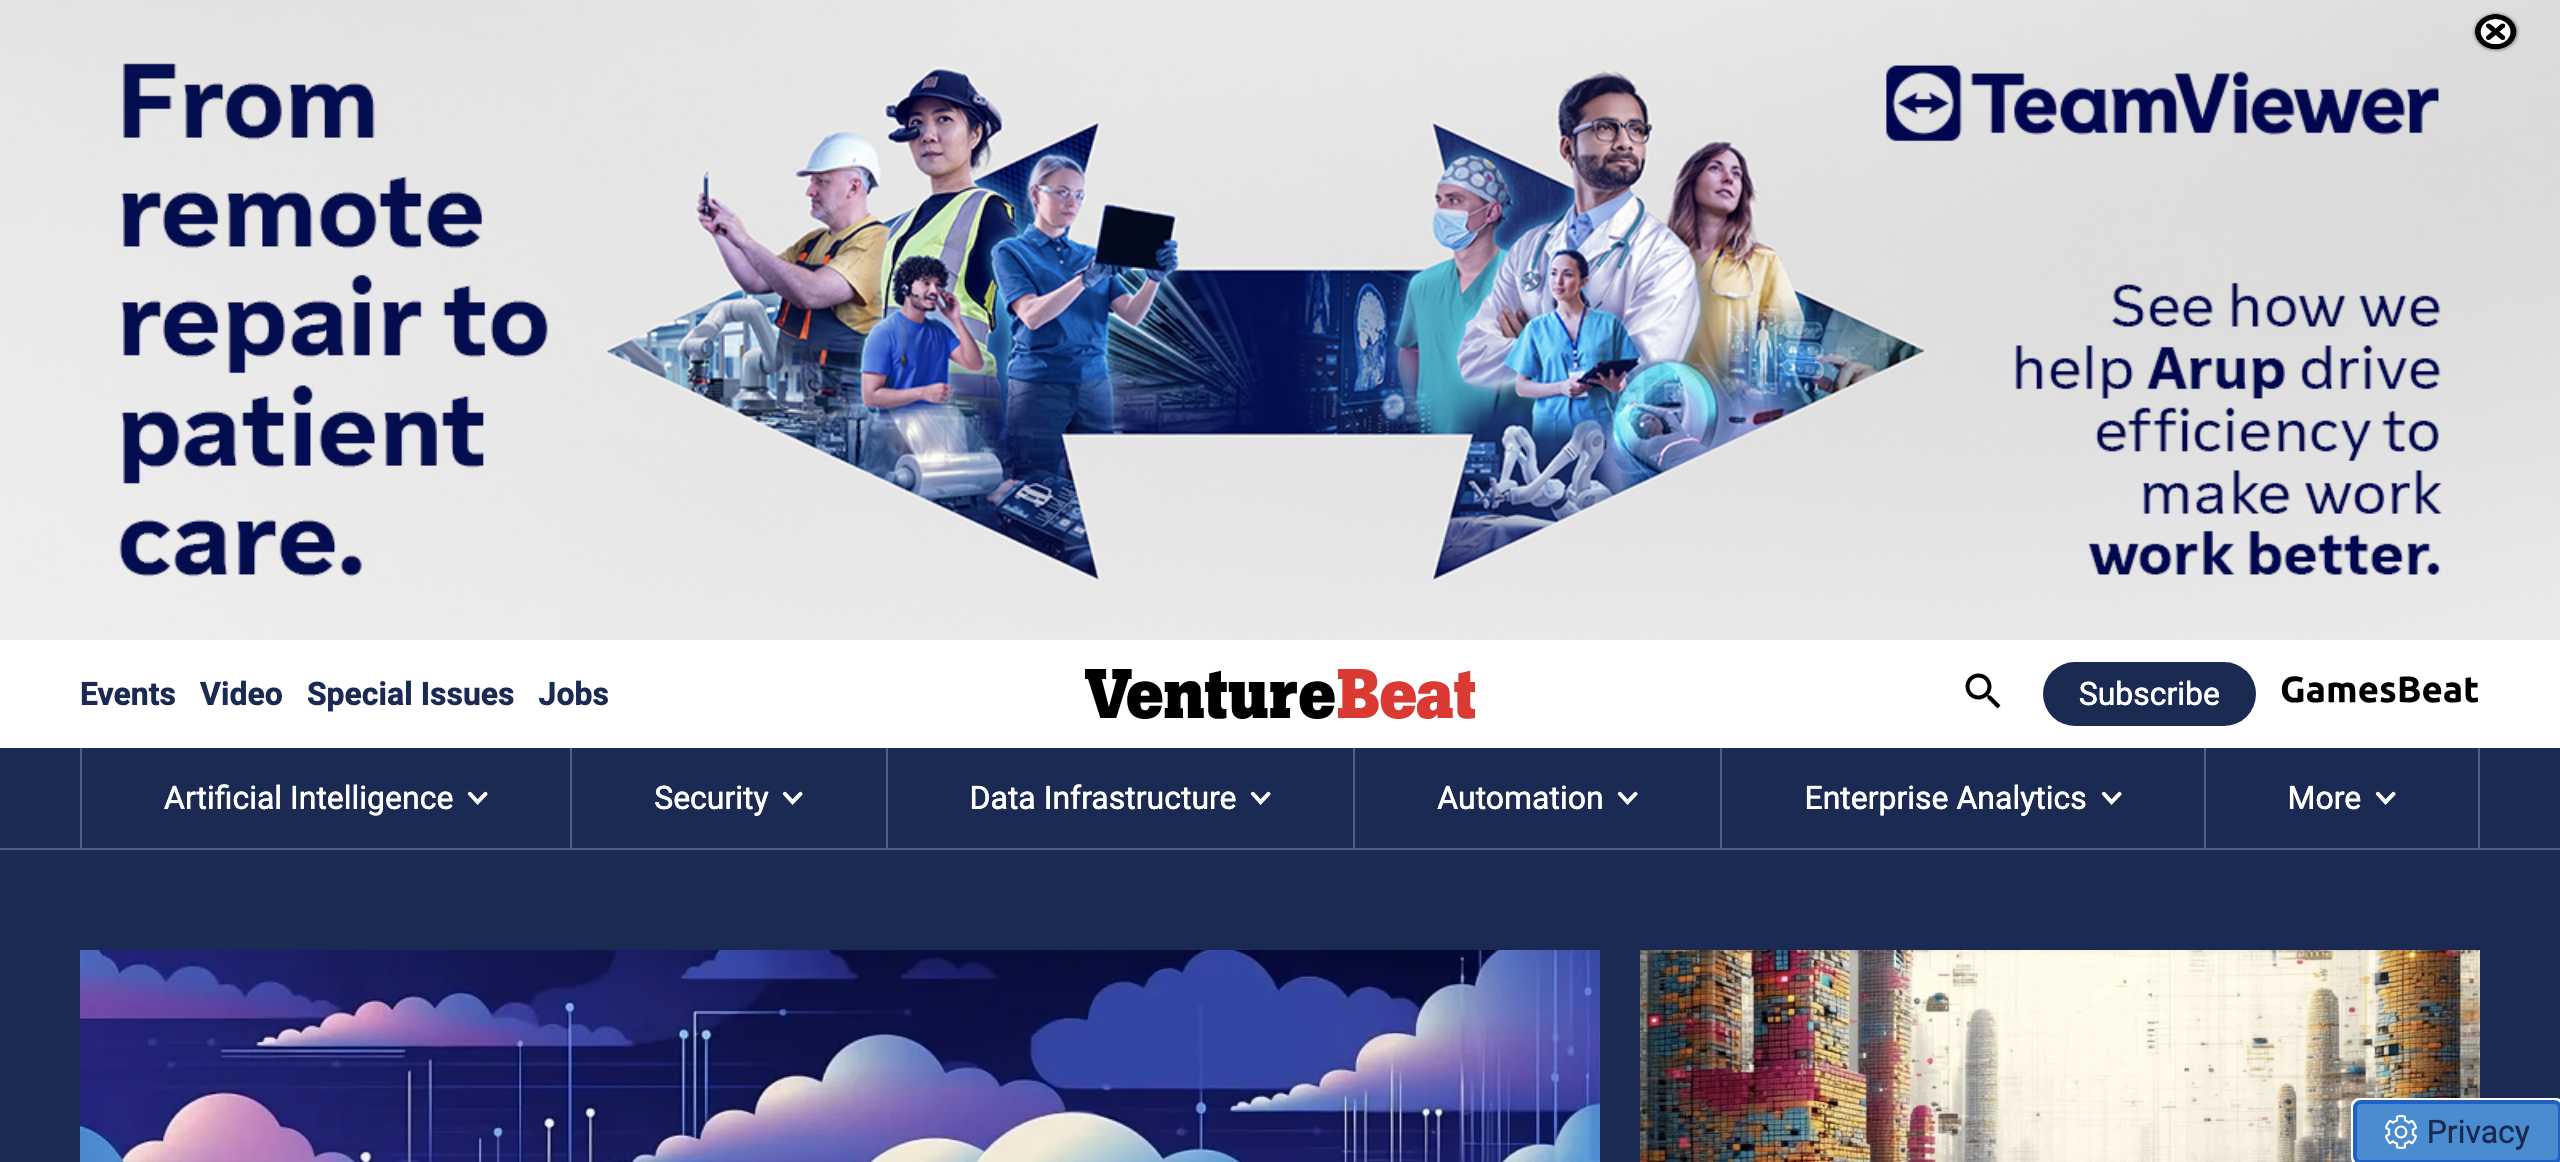 From
remote
repair to
patient
care.
TeamViewer
See how we
help Arup drive
efficiency to
make work
work better.
Events Video Special Issues Jobs
VentureBeat
Subscribe
GamesBeat
Artificial Intelligence
Security
Data Infrastructure
Automation
Enterprise Analytics
More
Privacy